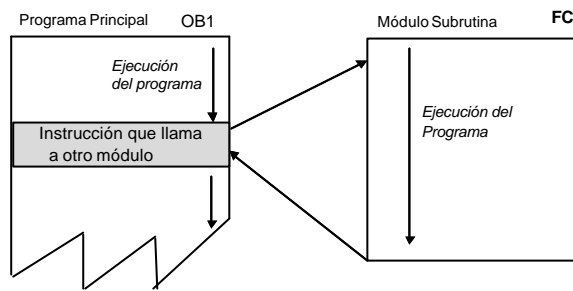 Programa Principal OB1
Módulo Subrutina FC
Ejecución
del programa
Instrucción que llama
a otro módulo
Ejecución del
Programa